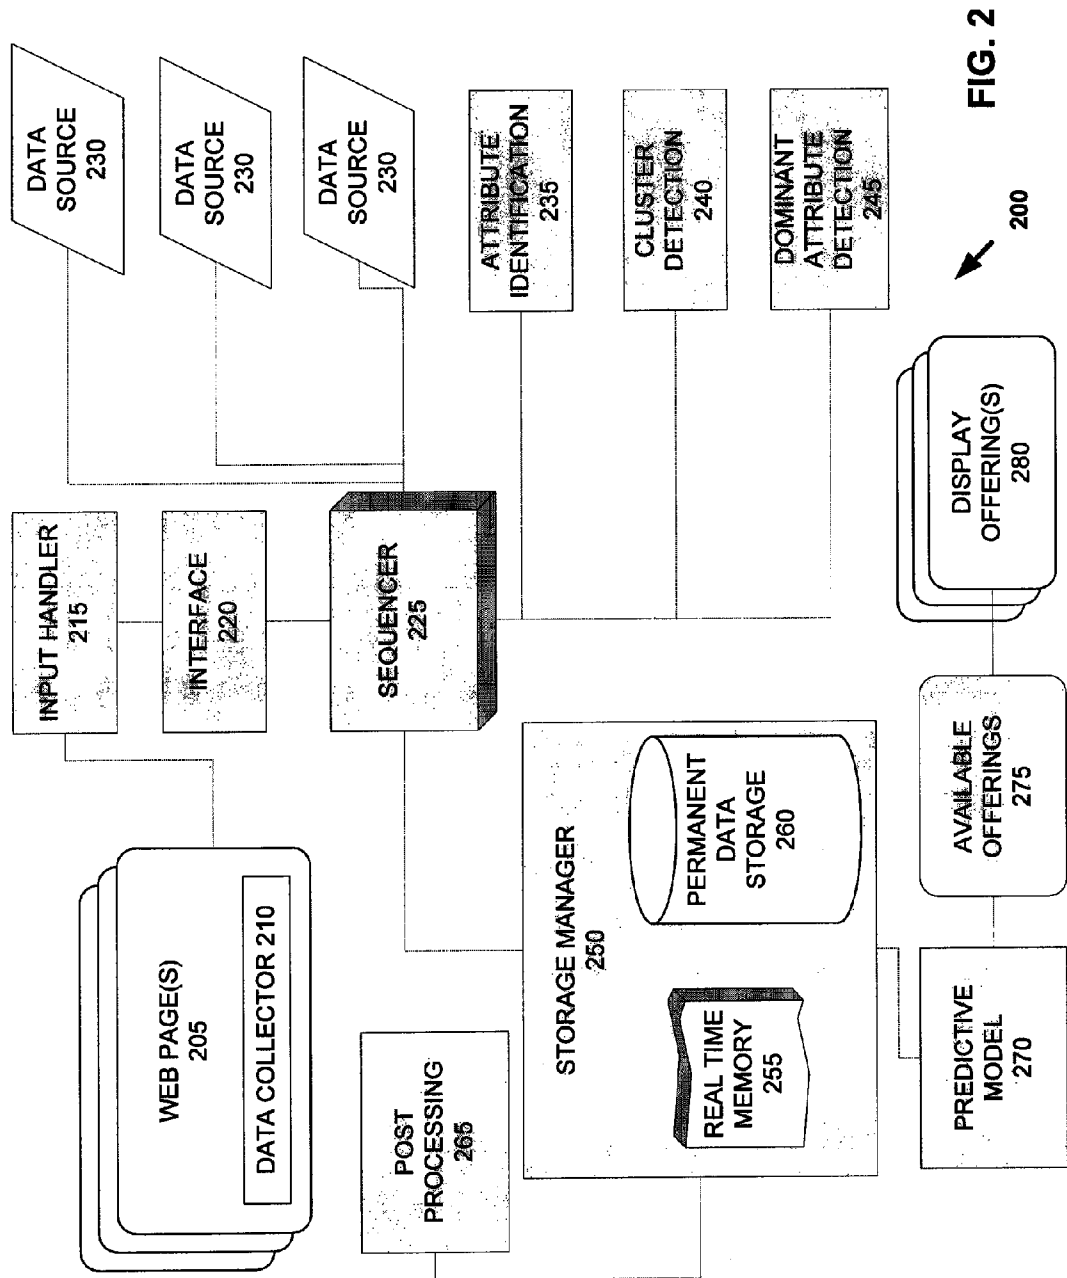 WEB PAGE(S)
205
DATA COLLECTOR 210
INPUT HANDLER
215
INTERFACE
220
SEQUENCER
225
DATA
SOURCE
230
DATA
SOURCE
230
DATA
SOURCE
230
ATTRIBUTE
IDENTIFICATION
235
CLUSTER
DETECTION
240
DOMINANT
ATTRIBUTE
DETECTION
245
POST
PROCESSING
265
STORAGE MANAGER
250
REAL TIME
MEMORY
255
PERMANENT
DATA
STORAGE
260
PREDICTIVE
MODEL
270
AVAILABLE
OFFERINGS
275
DISPLAY
OFFERING(S)
280
200
FIG. 2